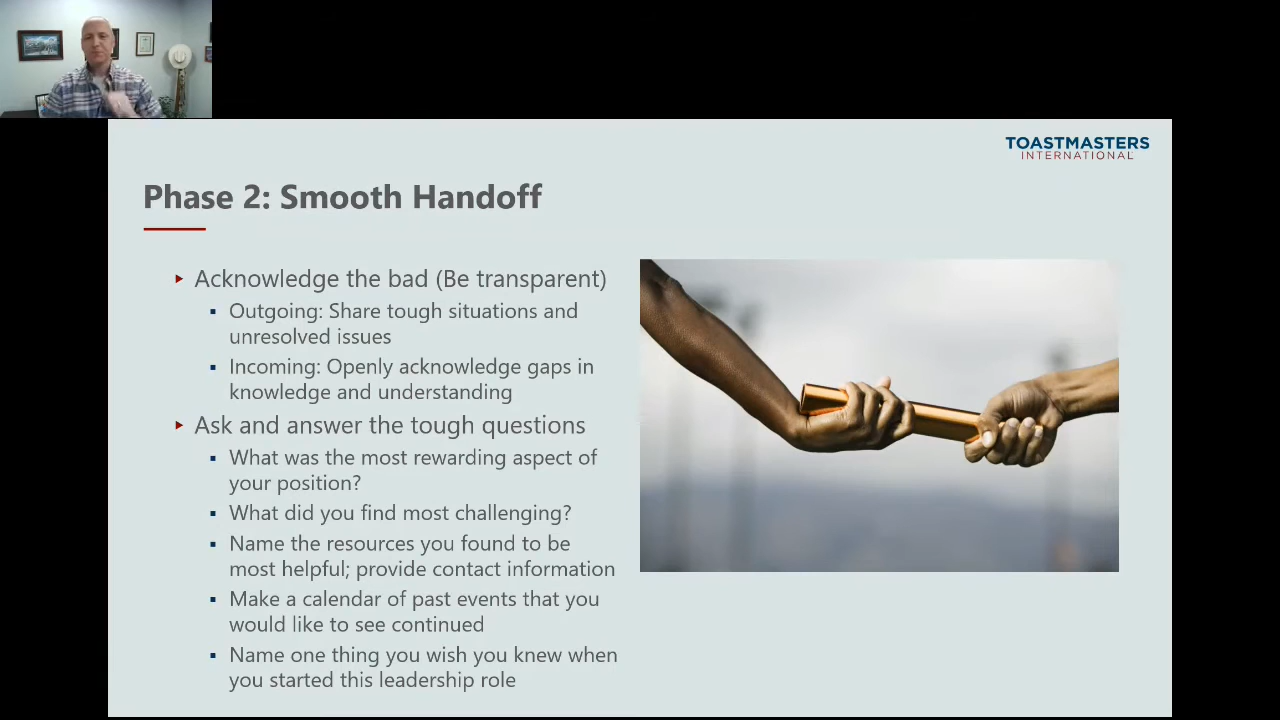 TOASTMASTERS
INTERNATIONAL
Phase 2: Smooth Handoff
Acknowledge the bad (Be transparent)
Outgoing: Share tough situations and
unresolved issues
Incoming: Openly acknowledge gaps in
knowledge and understanding
Ask and answer the tough questions
What was the most rewarding aspect of
your position?
What did you find most challenging?
Name the resources you found to be
most helpful; provide contact information
Make a calendar of past events that you
would like to see continued
Name one thing you wish you knew when
you started this leadership role